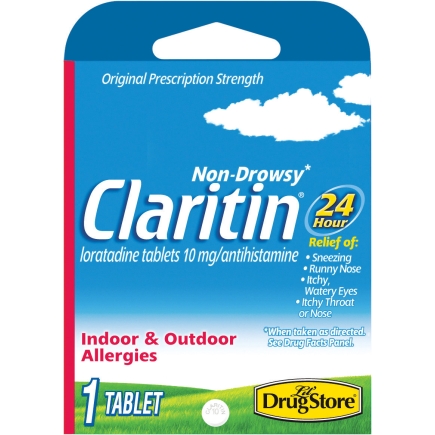 Original Prescription Strength
Non-Drowsy*
Claritin®
loratadine tablets 10 mg/antihistamine
24
Hour
Relief of:
• Sneezing
• Runny Nose
• Itchy,
Watery Eyes
• Itchy Throat
or Nose
*When taken as directed.
See Drug Facts Panel.
Indoor & Outdoor
Allergies
1 TABLET
Lil'
DrugStore®